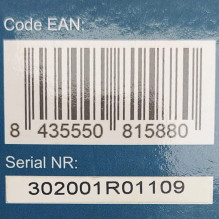 Code EAN:
8 435550 815880
Serial NR:
302001R01109